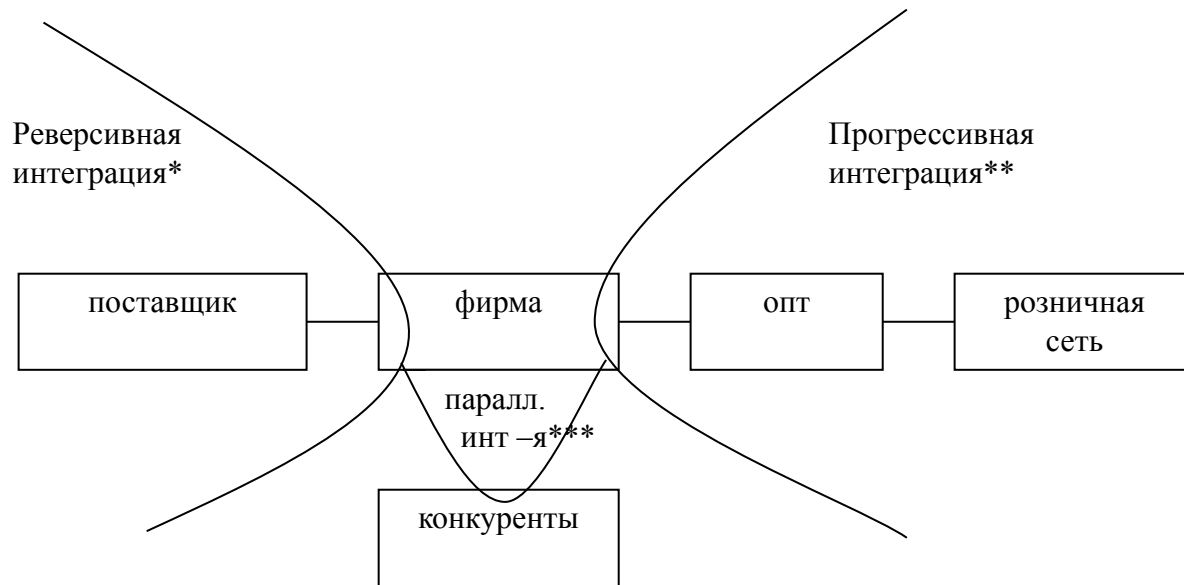 Реверсивная
интеграция*
Прогрессивная
интеграция**
поставщик
фирма
опт
розничная
сеть
паралл.
инт –я***
конкуренты